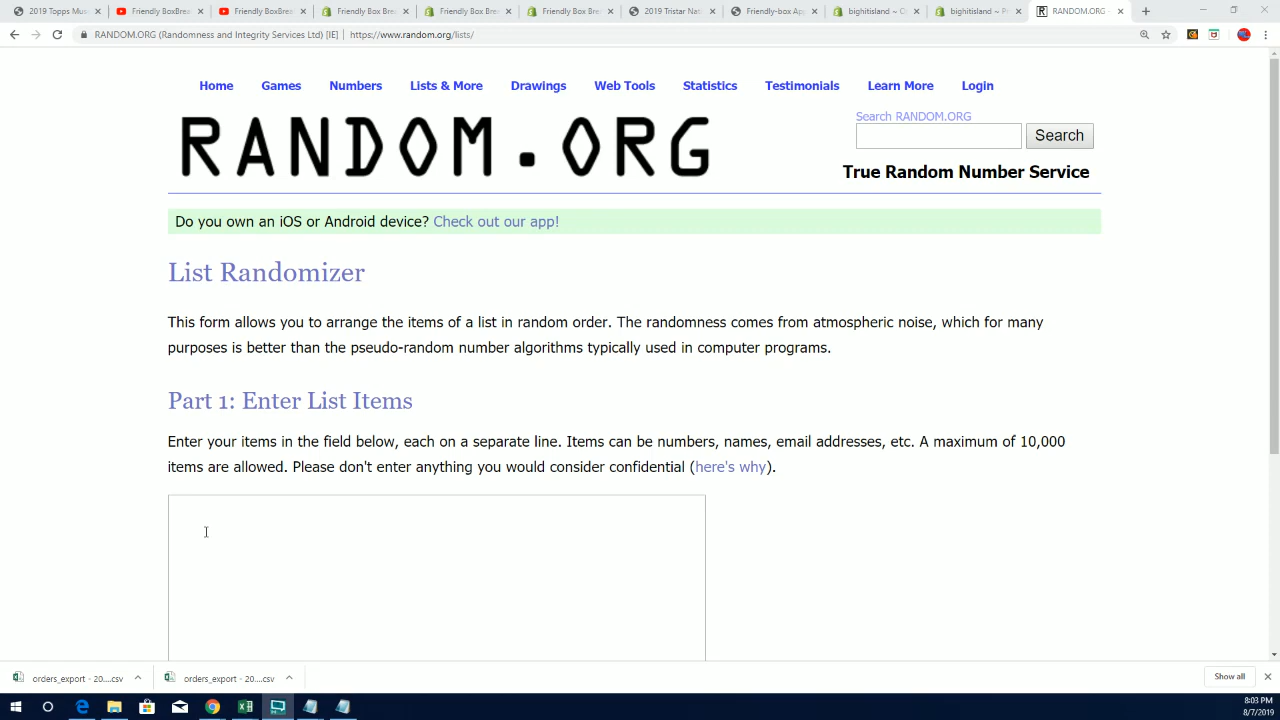 2019 Topps Mus
Friendly BoxBre
Friendly BoxBre
Friendly Box Bre
Friendly Box Bre
Friendly Box Bre
2019 Tristar Nat
Friendly-box App
bighitisland ~ C
bighitisland ~ P
RANDOM.ORG -
RANDOM.ORG (Randomness and Integrity Services Ltd) [IE] | https://www.random.org/lists/
Home Games Numbers Lists & More Drawings Web Tools Statistics Testimonials Learn More Login
RANDOM.ORG
Search RANDOM.ORG
Search
True Random Number Service
Do you own an iOS or Android device? Check out our app!
List Randomizer
This form allows you to arrange the items of a list in random order. The randomness comes from atmospheric noise, which for many
purposes is better than the pseudo-random number algorithms typically used in computer programs.
Part 1: Enter List Items
Enter your items in the field below, each on a separate line. Items can be numbers, names, email addresses, etc. A maximum of 10,000
items are allowed. Please don't enter anything you would consider confidential (here's why).
orders_export - 20....csv
orders_export - 20....csv
Show all
8:03 PM
8/7/2019